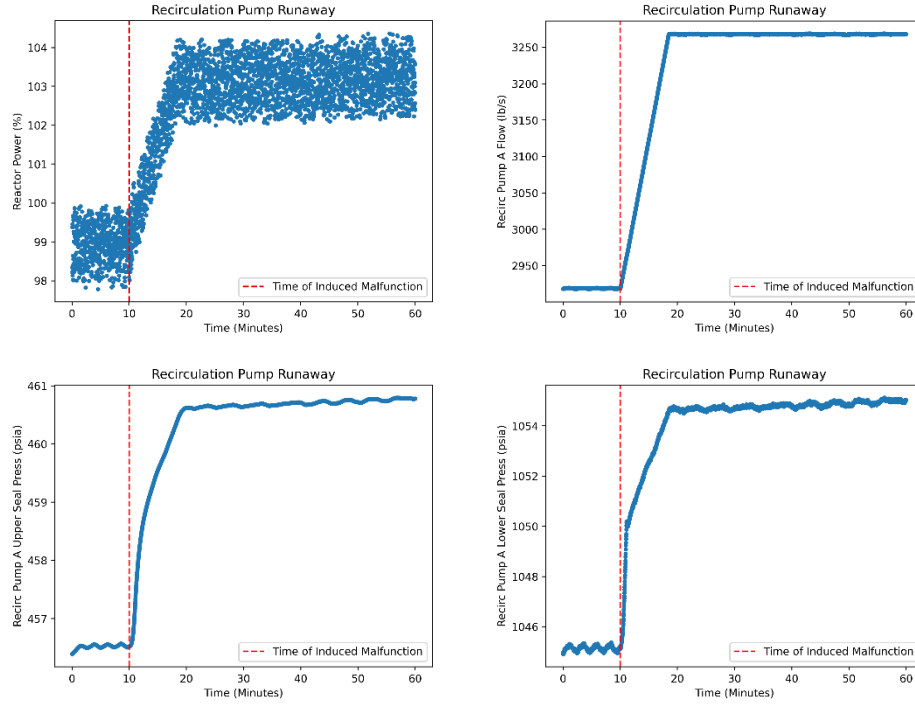 Recirculation Pump Runaway
Reactor Power (%)
104
103
102
101
100
99
98
0 10 20 30 40 50 60
Time (Minutes)
Time of Induced Malfunction
Recirculation Pump Runaway
Recirc Pump A Flow (lb/s)
3250
3200
3150
3100
3050
3000
2950
0 10 20 30 40 50 60
Time (Minutes)
Time of Induced Malfunction
Recirculation Pump Runaway
Recirc Pump A Upper Seal Press (psia)
461
460
459
458
457
0 10 20 30 40 50 60
Time (Minutes)
Time of Induced Malfunction
Recirculation Pump Runaway
Recirc Pump A Lower Seal Press (psia)
1054
1052
1050
1048
1046
0 10 20 30 40 50 60
Time (Minutes)
Time of Induced Malfunction